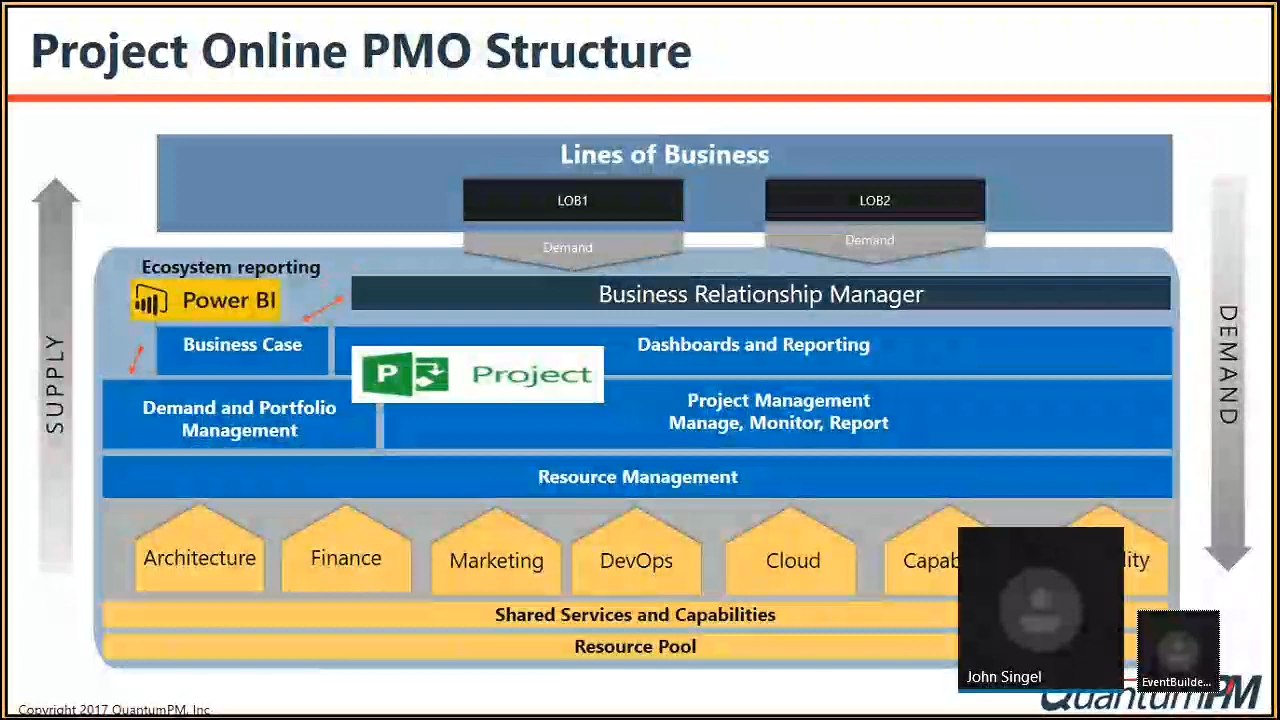 Project Online PMO Structure
Lines of Business
LOB1
LOB2
Demand
Demand
Ecosystem reporting
Power BI
Business Relationship Manager
Business Case
Dashboards and Reporting
P
Project
Demand and Portfolio
Management
Project Management
Manage, Monitor, Report
Resource Management
SUPPLY
DEMAND
Architecture
Finance
Marketing
DevOps
Cloud
Capab
lity
Shared Services and Capabilities
Resource Pool
John Singel
EventBuilde...
QuantumPM
Copyright 2017 QuantumPM, Inc